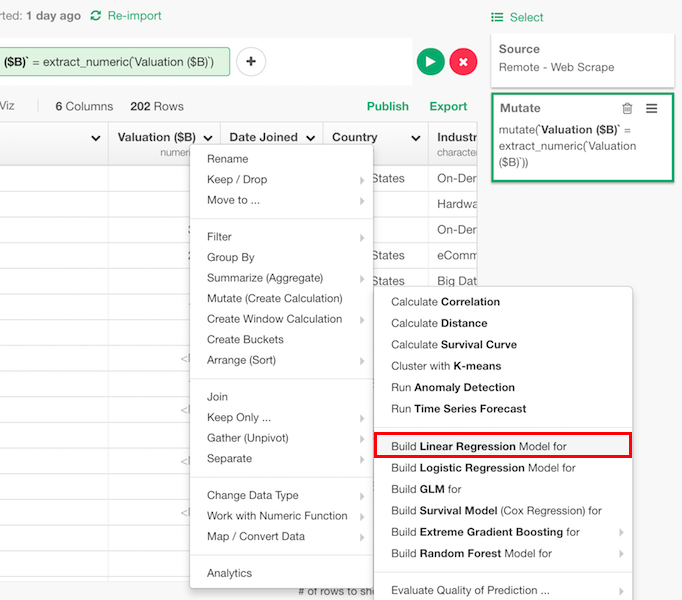 rted: 1 day ago Re-import
Select
($B)` = extract_numeric(`Valuation ($B)`)
Source
Remote - Web Scrape
Viz 6 Columns 202 Rows Publish Export
Mutate
mutate(`Valuation ($B)` =
extract_numeric(`Valuation
($B)`))
Valuation ($B) Date Joined Country Industr
numeri characte
Rename
Keep / Drop
Move to ...
Filter
Group By
Summarize (Aggregate)
Mutate (Create Calculation)
Create Window Calculation
Create Buckets
Arrange (Sort)
Join
Keep Only ...
Gather (Unpivot)
Separate
Change Data Type
Work with Numeric Function
Map / Convert Data
Analytics
States On-Den
Hardwa
On-Den
States eComm
States Big Dat
Calculate Correlation
Calculate Distance
Calculate Survival Curve
Cluster with K-means
Run Anomaly Detection
Run Time Series Forecast
Build Linear Regression Model for
Build Logistic Regression Model for
Build GLM for
Build Survival Model (Cox Regression) for
Build Extreme Gradient Boosting for
Build Random Forest Model for
Evaluate Quality of Prediction ...
# of rows to sh